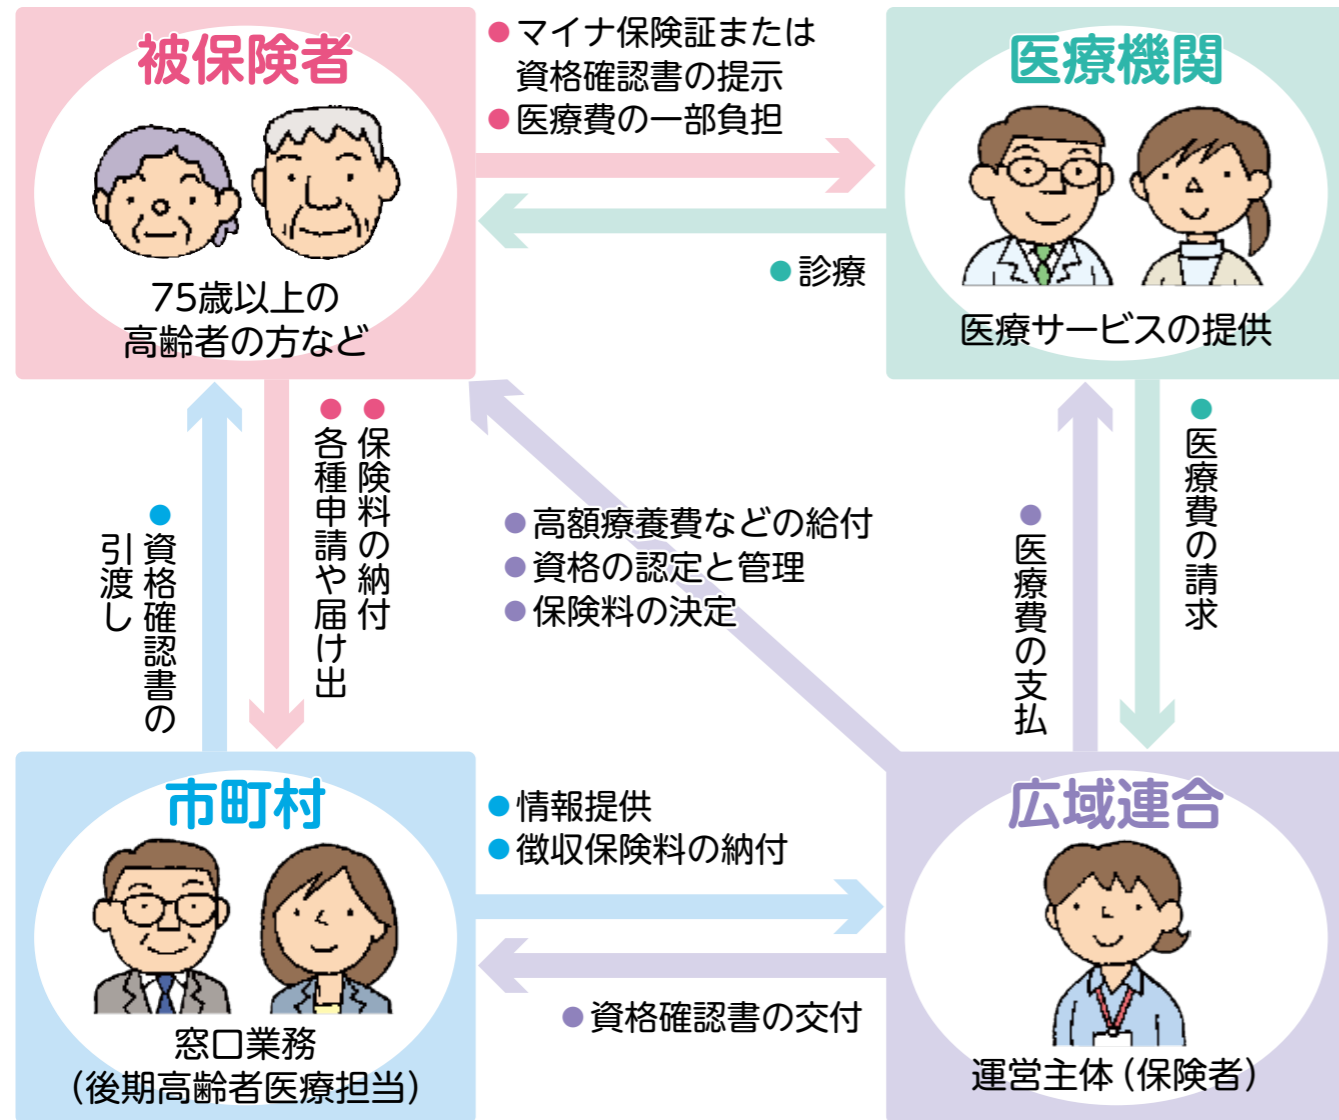 被保険者
75歳以上の
高齢者の方など
●マイナ保険証または
資格確認書の提示
●医療費の一部負担
●診療
医療機関
医療サービスの提供
●保険料の納付
●各種申請や届け出
●資格確認書の
引渡し
●高額療養費などの給付
●資格の認定と管理
●保険料の決定
●医療費の請求
●医療費の支払
市町村
窓口業務
（後期高齢者医療担当）
●情報提供
●徴収保険料の納付
●資格確認書の交付
広域連合
運営主体（保険者）